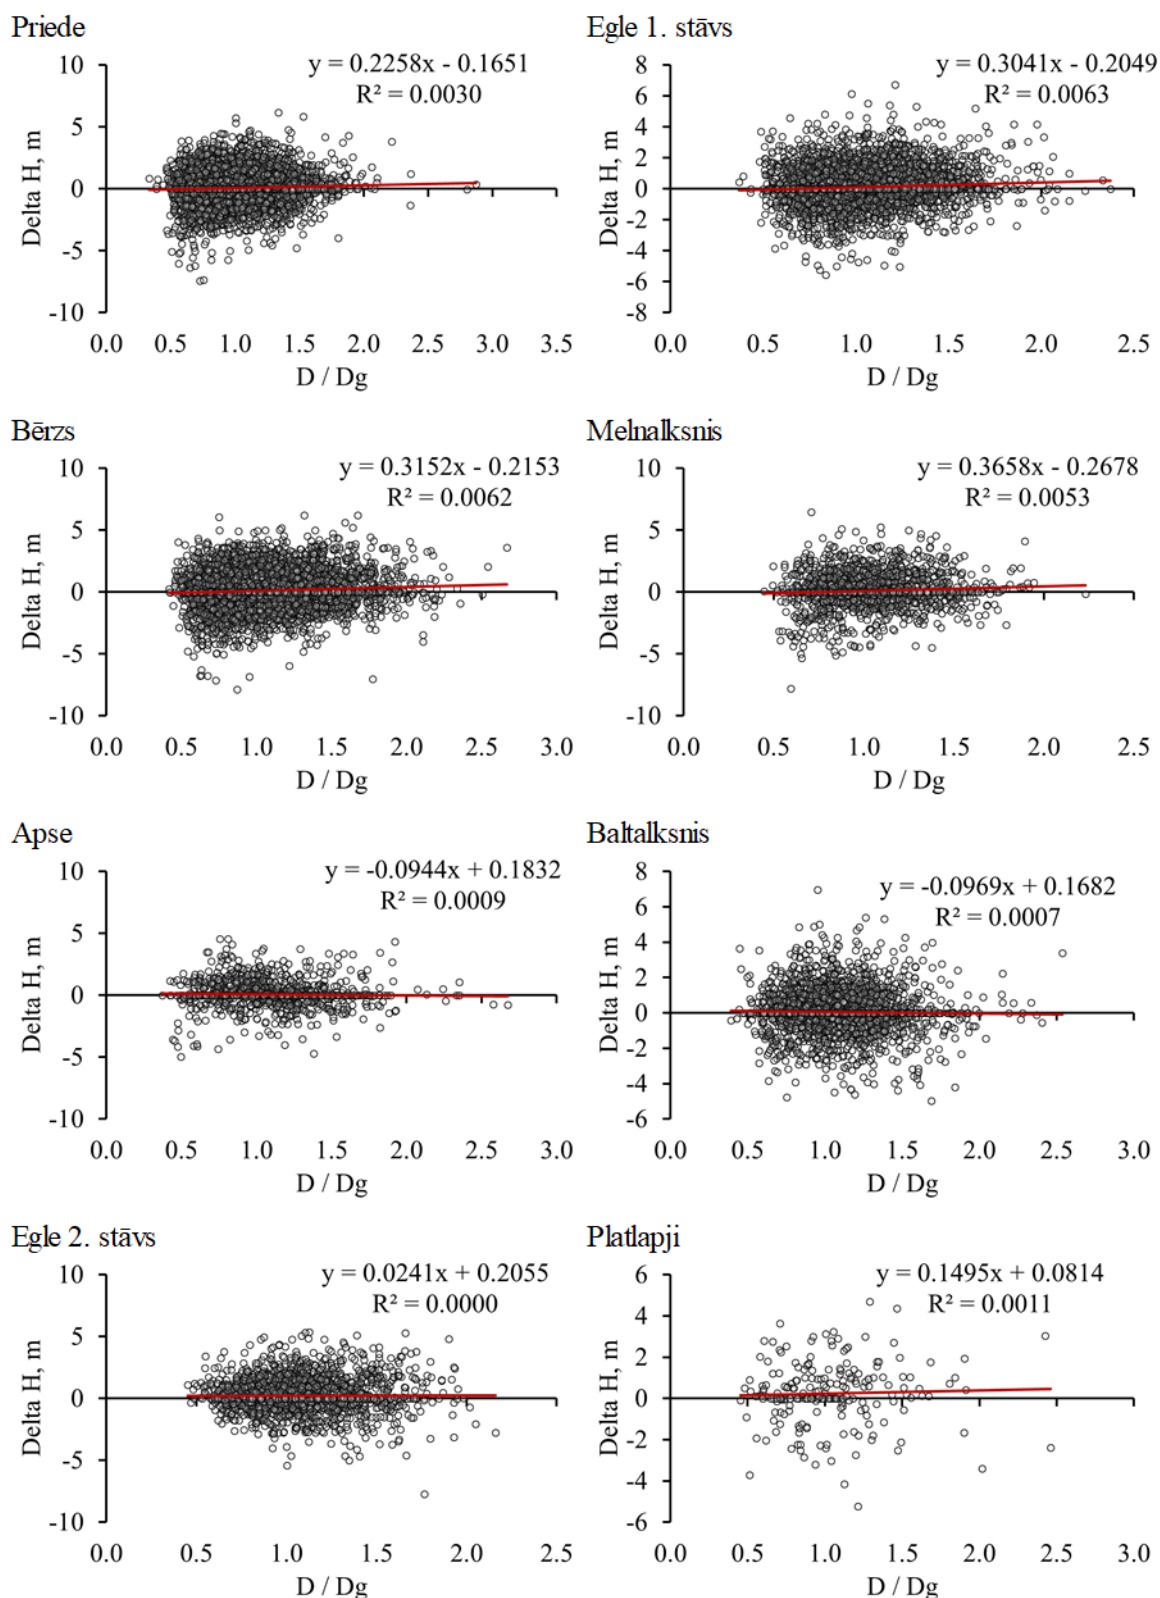 Priede
y = 0.2258x - 0.1651
R² = 0.0030
10
5
0
-5
-10
Delta H, m
0.0 0.5 1.0 1.5 2.0 2.5 3.0 3.5
D / Dg
Egle 1. stāvs
y = 0.3041x - 0.2049
R² = 0.0063
8
6
4
2
0
-2
-4
-6
-8
Delta H, m
0.0 0.5 1.0 1.5 2.0 2.5
D / Dg
Bērzs
y = 0.3152x - 0.2153
R² = 0.0062
10
5
0
-5
-10
Delta H, m
0.0 0.5 1.0 1.5 2.0 2.5 3.0
D / Dg
Melnalksnis
y = 0.3658x - 0.2678
R² = 0.0053
10
5
0
-5
-10
Delta H, m
0.0 0.5 1.0 1.5 2.0 2.5
D / Dg
Apse
y = -0.0944x + 0.1832
R² = 0.0009
10
5
0
-5
-10
Delta H, m
0.0 0.5 1.0 1.5 2.0 2.5 3.0
D / Dg
Baltalksnis
y = -0.0969x + 0.1682
R² = 0.0007
8
6
4
2
0
-2
-4
-6
Delta H, m
0.0 0.5 1.0 1.5 2.0 2.5 3.0
D / Dg
Egle 2. stāvs
y = 0.0241x + 0.2055
R² = 0.0000
10
5
0
-5
-10
Delta H, m
0.0 0.5 1.0 1.5 2.0 2.5
D / Dg
Platlapji
y = 0.1495x + 0.0814
R² = 0.0011
6
4
2
0
-2
-4
-6
Delta H, m
0.0 0.5 1.0 1.5 2.0 2.5 3.0
D / Dg